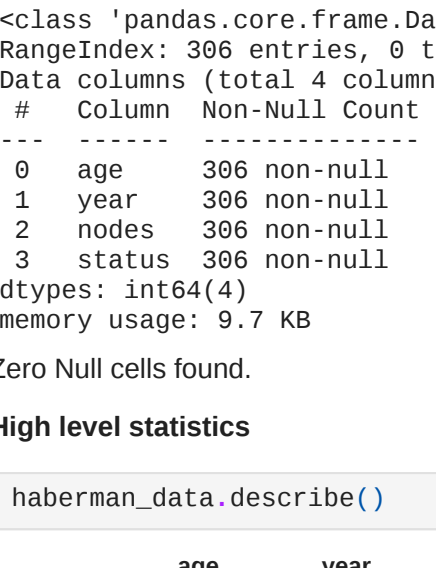 <class 'pandas.core.frame.Da
RangeIndex: 306 entries, 0 t
Data columns (total 4 column
 #   Column  Non-Null Count
---  ------  --------------
 0   age     306 non-null
 1   year    306 non-null
 2   nodes   306 non-null
 3   status  306 non-null
dtypes: int64(4)
memory usage: 9.7 KB
Zero Null cells found.
High level statistics
haberman_data.describe()
age year